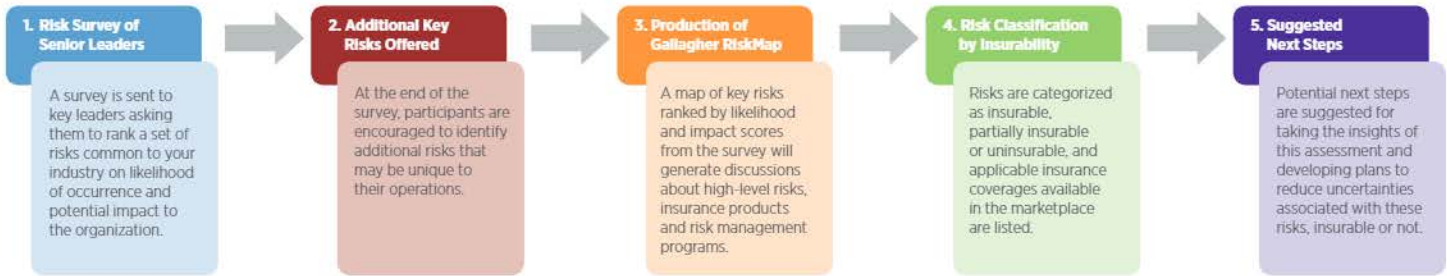 1. Risk Survey of
Senior Leaders
A survey is sent to
key leaders asking
them to rank a set of
risks common to your
industry on likelihood
of occurrence and
potential impact to
the organization.
2. Additional Key
Risks Offered
At the end of the
survey, participants are
encouraged to identify
additional risks that
may be unique to
their operations.
3. Production of
Gallagher RiskMap
A map of key risks
ranked by likelihood
and impact scores
from the survey will
generate discussions
about high-level risks,
insurance products
and risk management
programs.
4. Risk Classification
by Insurability
Risks are categorized
as insurable,
partially insurable
or uninsurable, and
applicable insurance
coverages available
in the marketplace
are listed.
5. Suggested
Next Steps
Potential next steps
are suggested for
taking the insights of
this assessment and
developing plans to
reduce uncertainties
associated with these
risks, insurable or not.